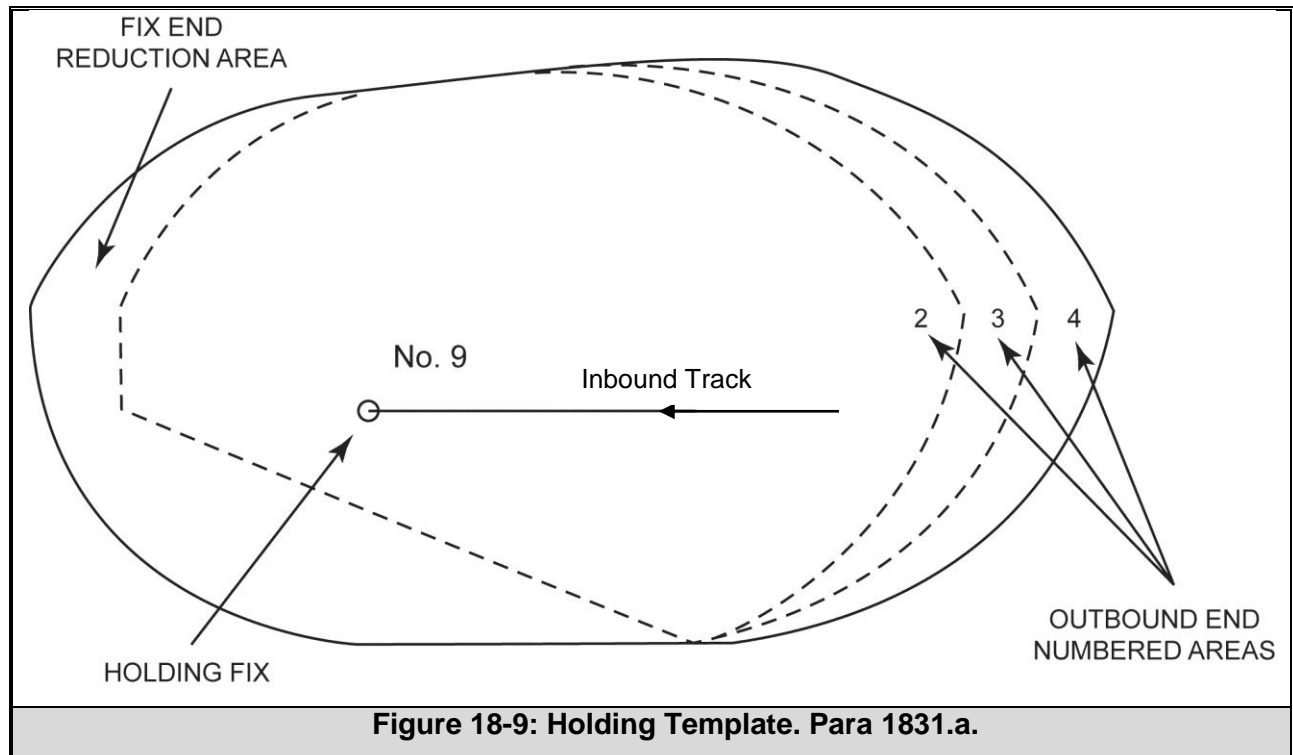 FIX END
REDUCTION AREA
2
3
4
No. 9
Inbound Track
HOLDING FIX
OUTBOUND END
NUMBERED AREAS
Figure 18-9: Holding Template. Para 1831.a.